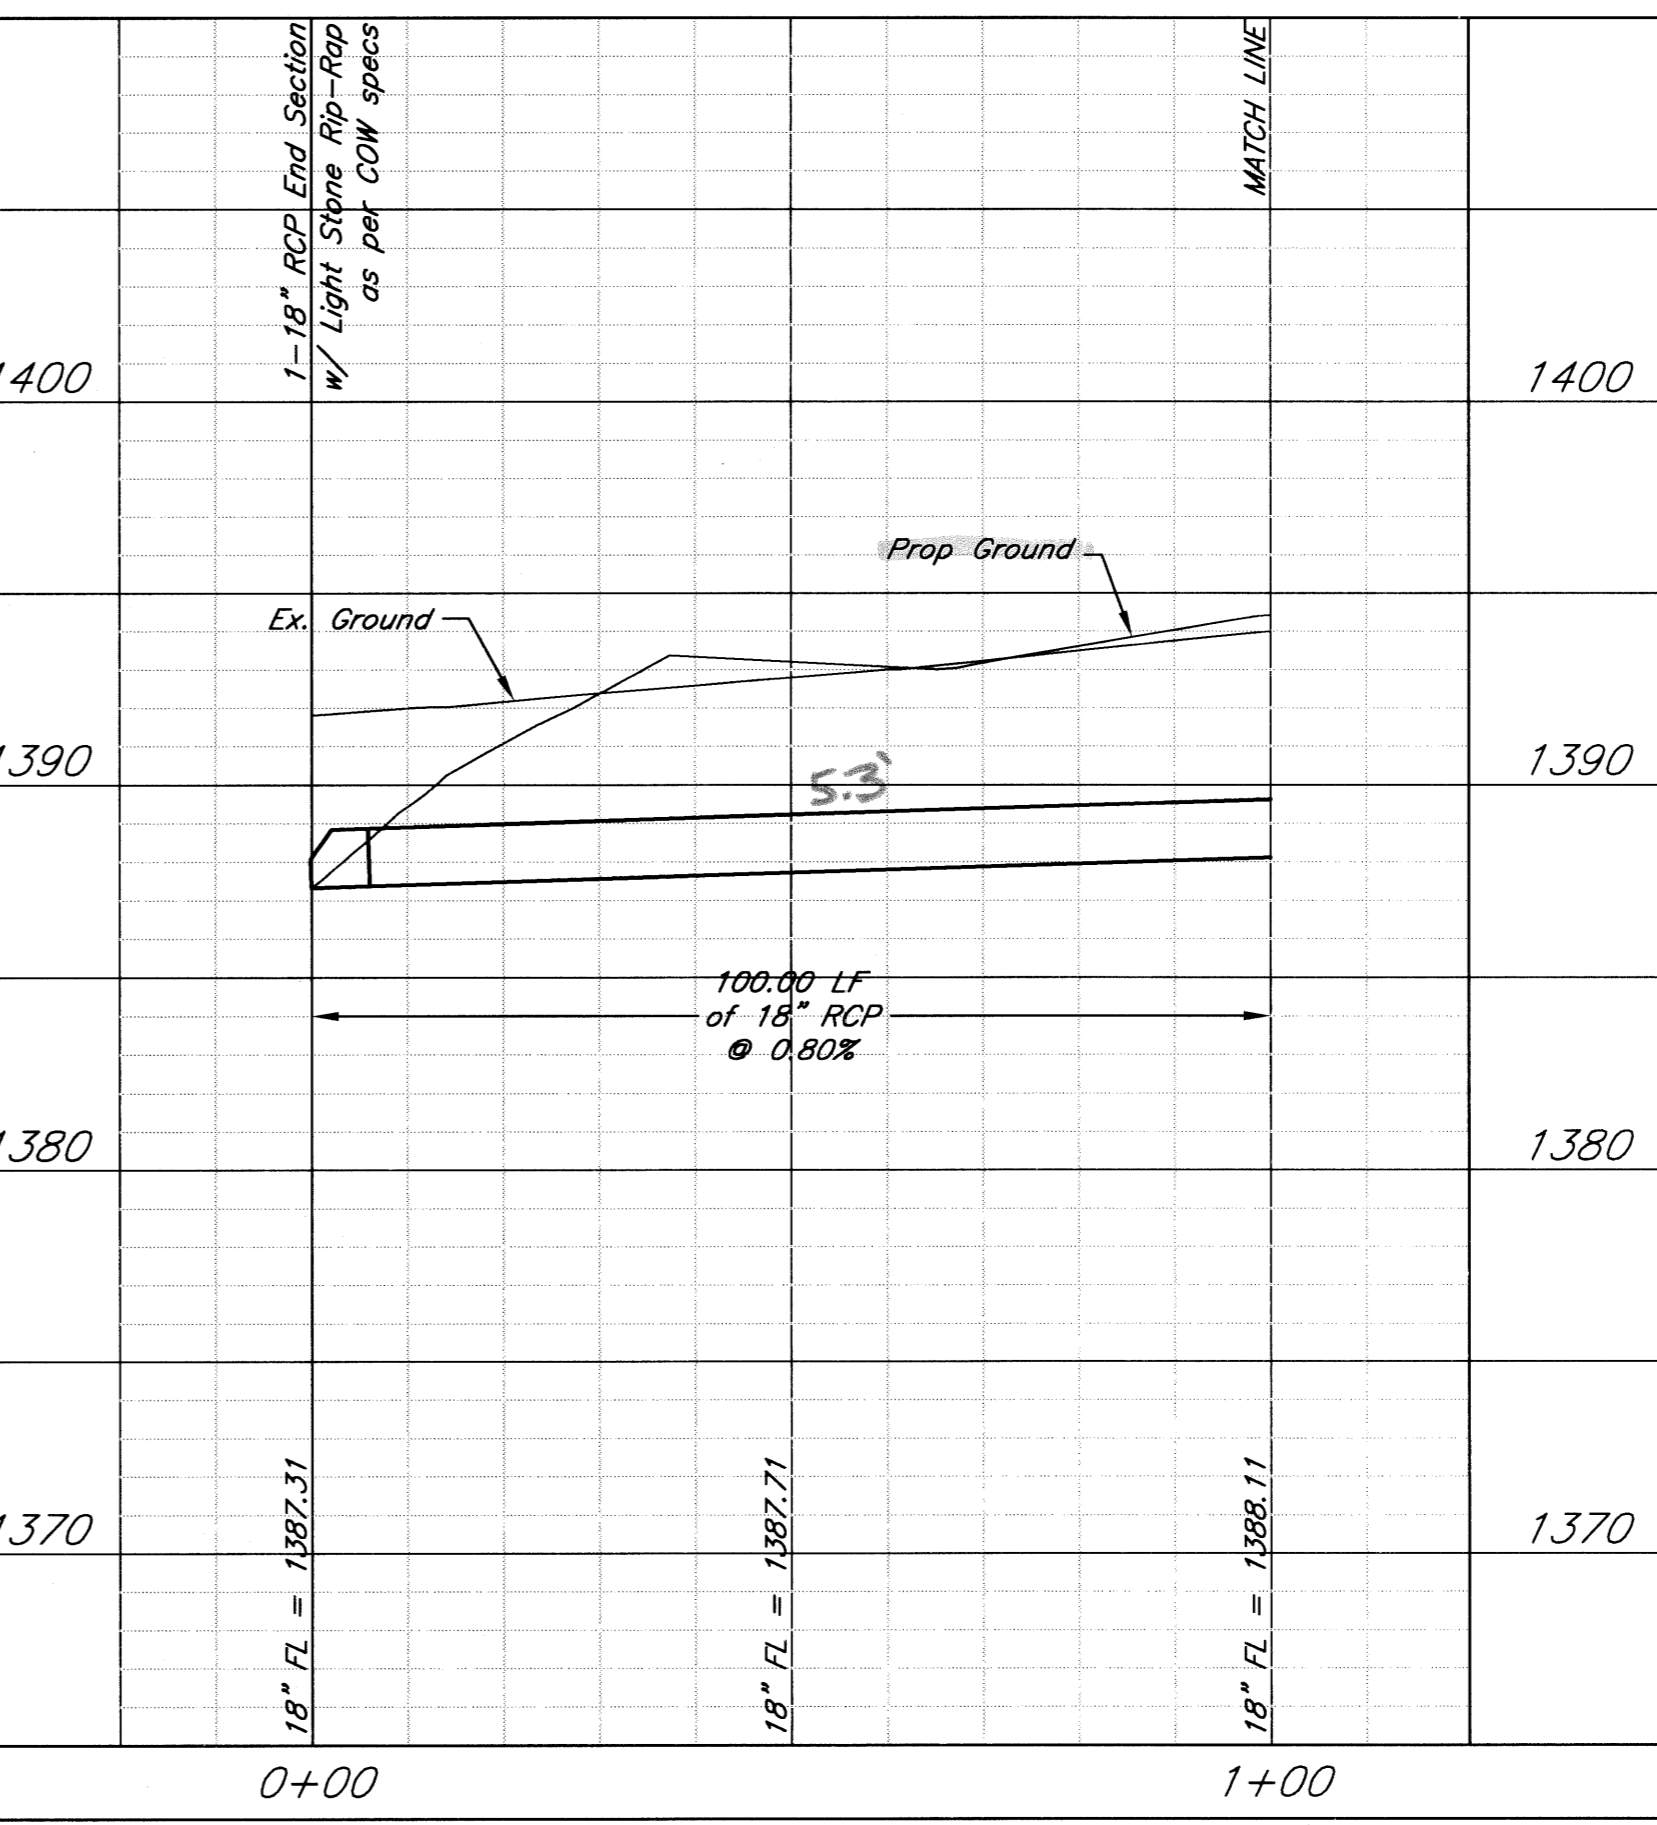 1-18" RCP End Section
w/ Light Stone Rip-Rap
as per COW specs
MATCH LINE
1400
1400
Prop Ground
Ex. Ground
1390
1390
5.3'
100.00 LF
of 18" RCP
@ 0.80%
1380
1380
18" FL = 1387.31
18" FL = 1387.71
18" FL = 1388.11
1370
1370
0+00
1+00